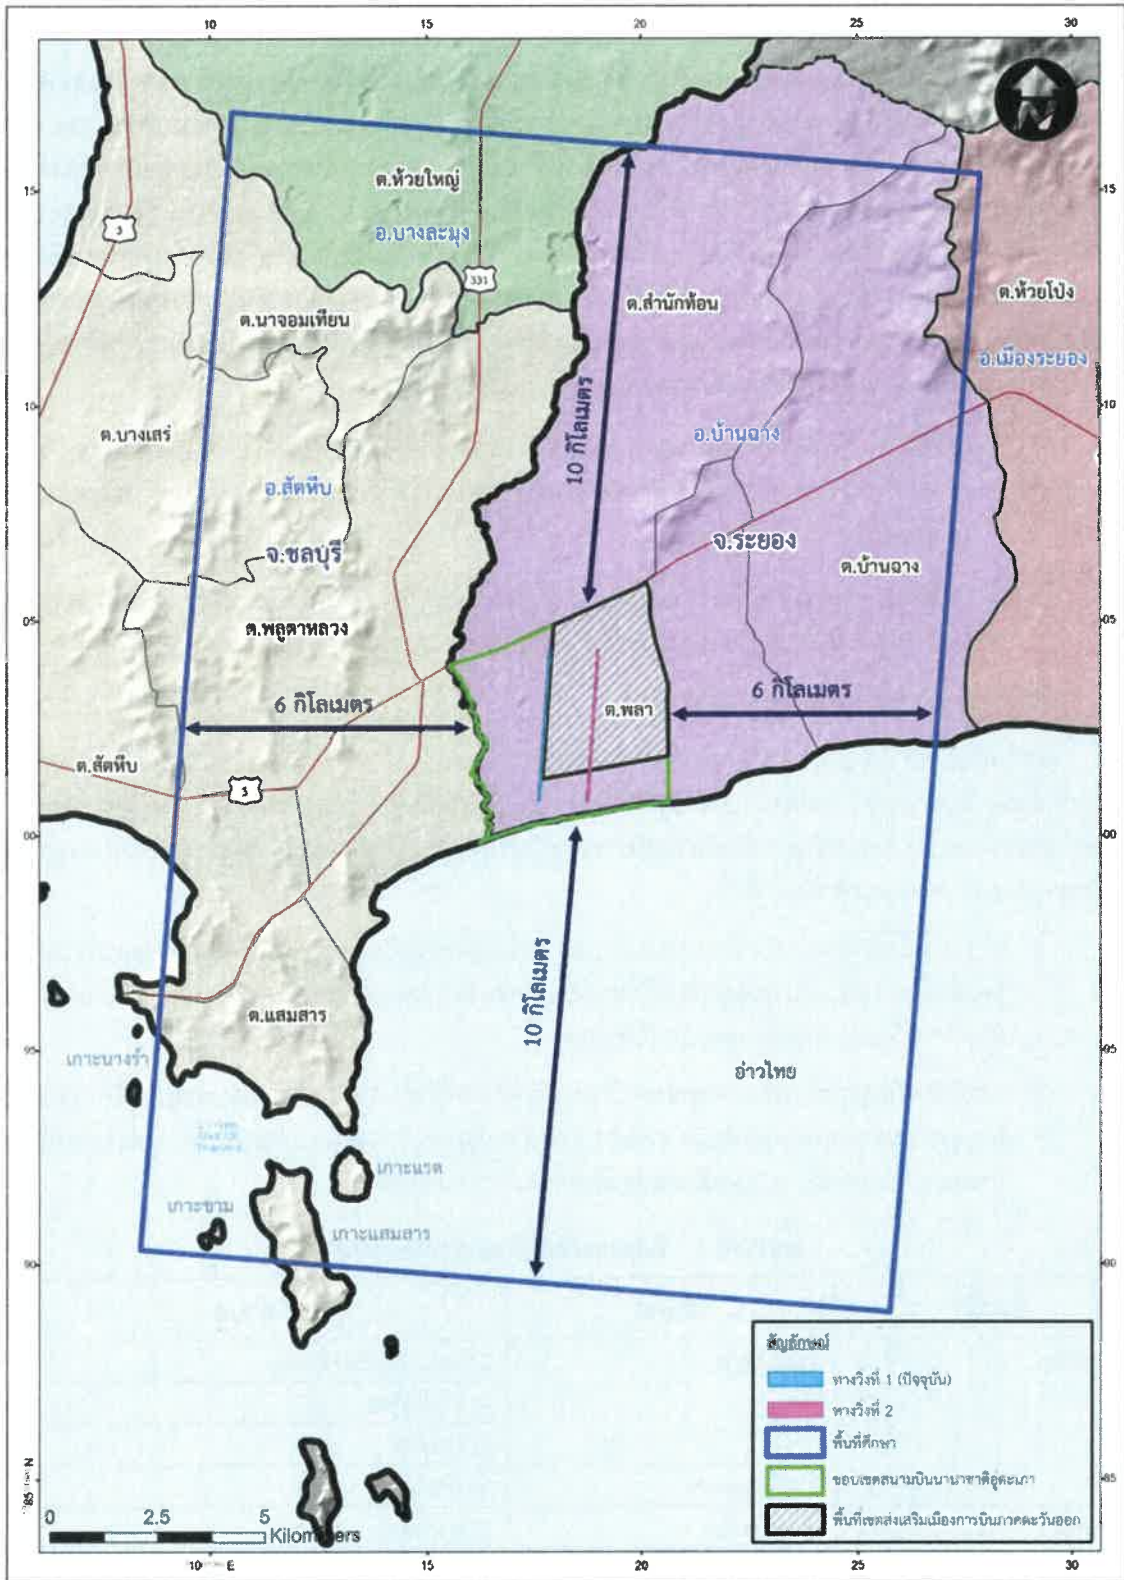 10 15 20 25 30
15
ต.ห้วยใหญ่
15
3
อ.บางละมุง
331
ต.ห้วยโป่ง
ต.สำนักท้อน
ต.นาจอมเทียน
อ.เมืองระยอง
10
10
10 กิโลเมตร
ต.บางเสร่
อ.บ้านฉาง
อ.สัตหีบ
จ.ระยอง
จ.ชลบุรี
ต.บ้านฉาง
05
ต.พลูตาหลวง
05
6 กิโลเมตร
6 กิโลเมตร
ต.พลา
ต.สัตหีบ
3
00
00
10 กิโลเมตร
ต.แสมสาร
95
เกาะนางรำ
95
อ่าวไทย
เกาะแรด
เกาะขาม
เกาะแสมสาร
90
90
สัญลักษณ์
ทางวิ่งที่ 1 (ปัจจุบัน)
ทางวิ่งที่ 2
พื้นที่ศึกษา
ขอบเขตสนามบินนานาชาติอู่ตะเภา
พื้นที่เขตส่งเสริมเมืองการบินภาคตะวันออก
85 N
85
0 2.5 5
Kilometers
10 E 15 20 25 30